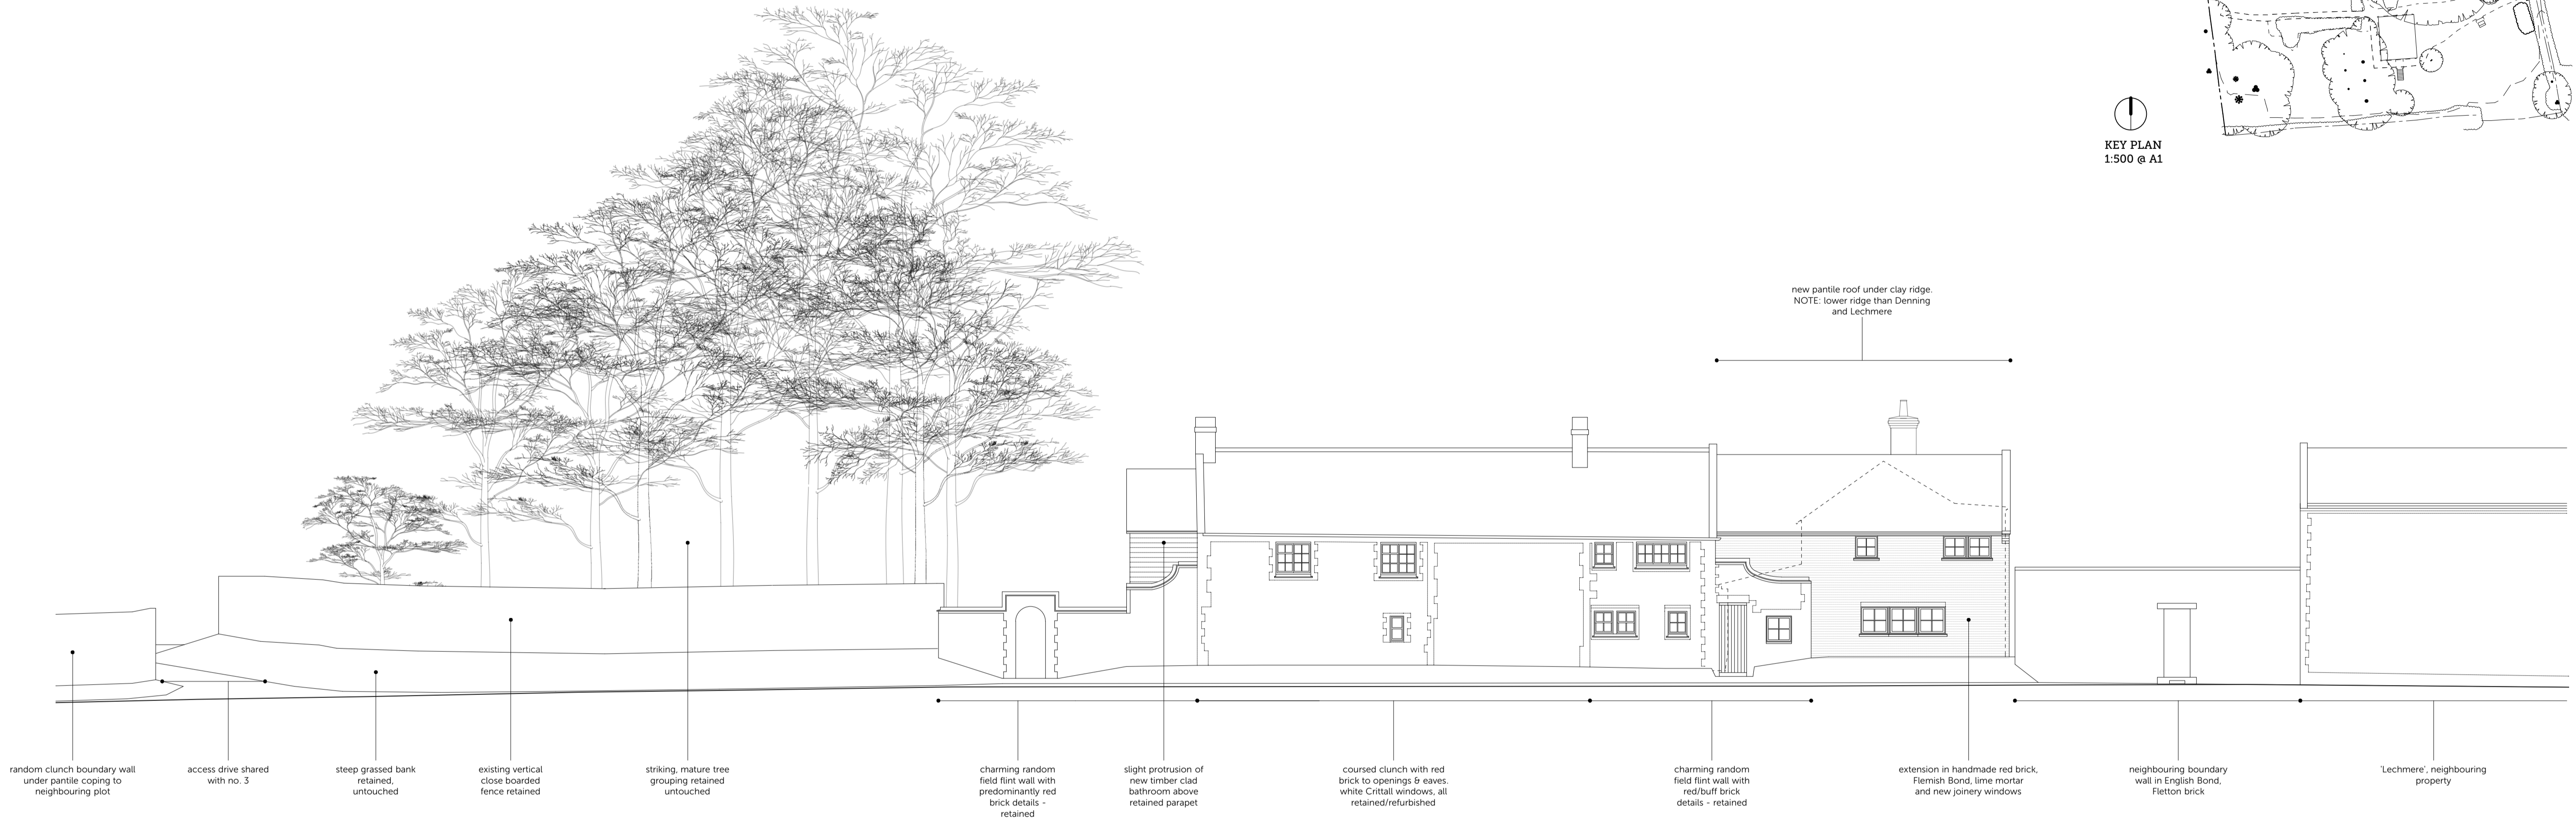 KEY PLAN
1:500 @ A1
new pantile roof under clay ridge.
NOTE: lower ridge than Denning
and Lechmere
random clunch boundary wall
under pantile coping to
neighbouring plot
access drive shared
with no. 3
steep grassed bank
retained,
untouched
existing vertical
close boarded
fence retained
striking, mature tree
grouping retained
untouched
charming random
field flint wall with
predominantly red
brick details -
retained
slight protrusion of
new timber clad
bathroom above
retained parapet
coursed clunch with red
brick to openings & eaves.
white Crittall windows, all
retained/refurbished
charming random
field flint wall with
red/buff brick
details - retained
extension in handmade red brick,
Flemish Bond, lime mortar
and new joinery windows
neighbouring boundary
wall in English Bond,
Fletton brick
'Lechmere', neighbouring
property